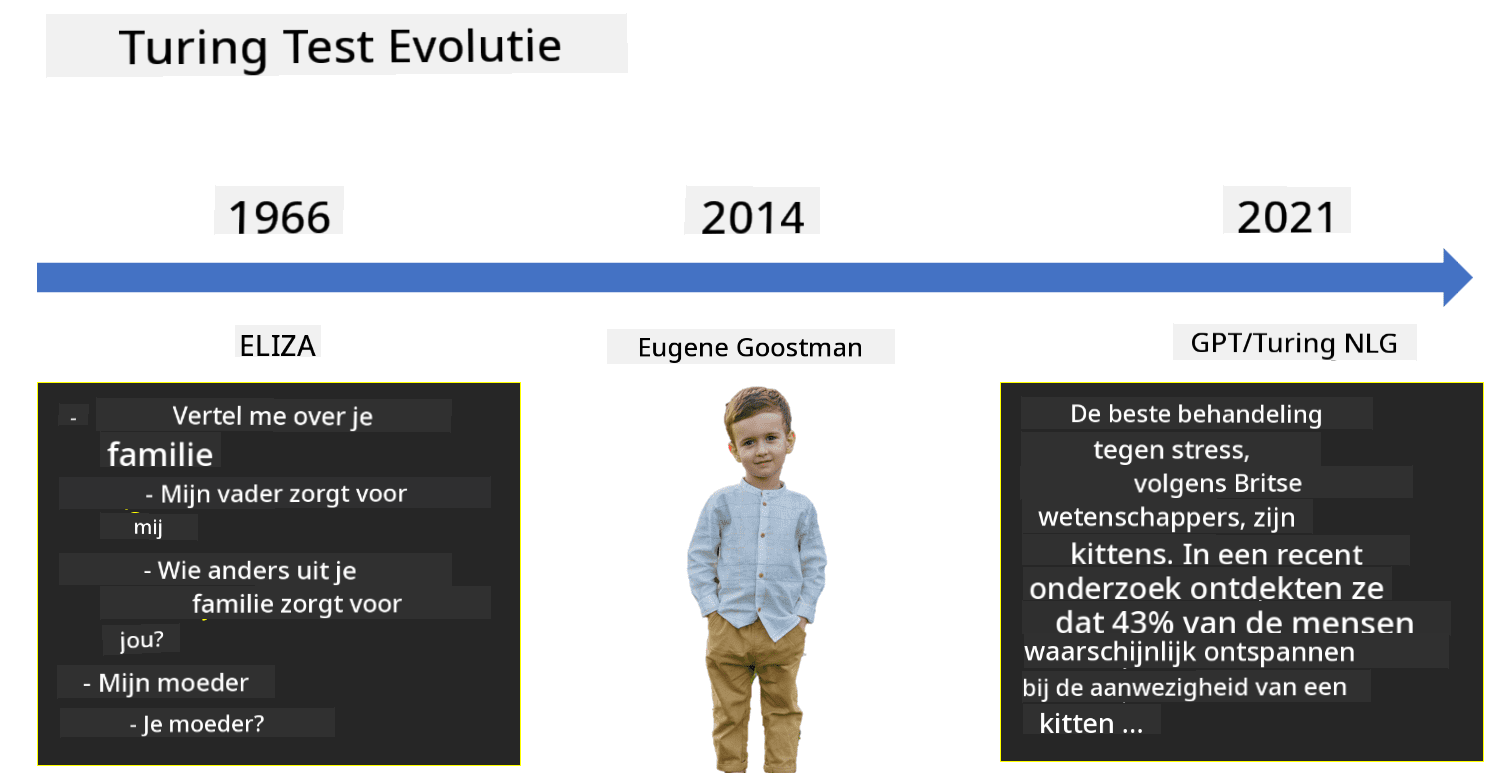 Turing Test Evolutie
1966
2014
2021
ELIZA
Eugene Goostman
GPT/Turing NLG
- Vertel me over je
familie
- Mijn vader zorgt voor
mij
- Wie anders uit je
familie zorgt voor
jou?
- Mijn moeder
- Je moeder?
De beste behandeling
tegen stress,
volgens Britse
wetenschappers, zijn
kittens. In een recent
onderzoek ontdekten ze
dat 43% van de mensen
waarschijnlijk ontspannen
bij de aanwezigheid van een
kitten ...